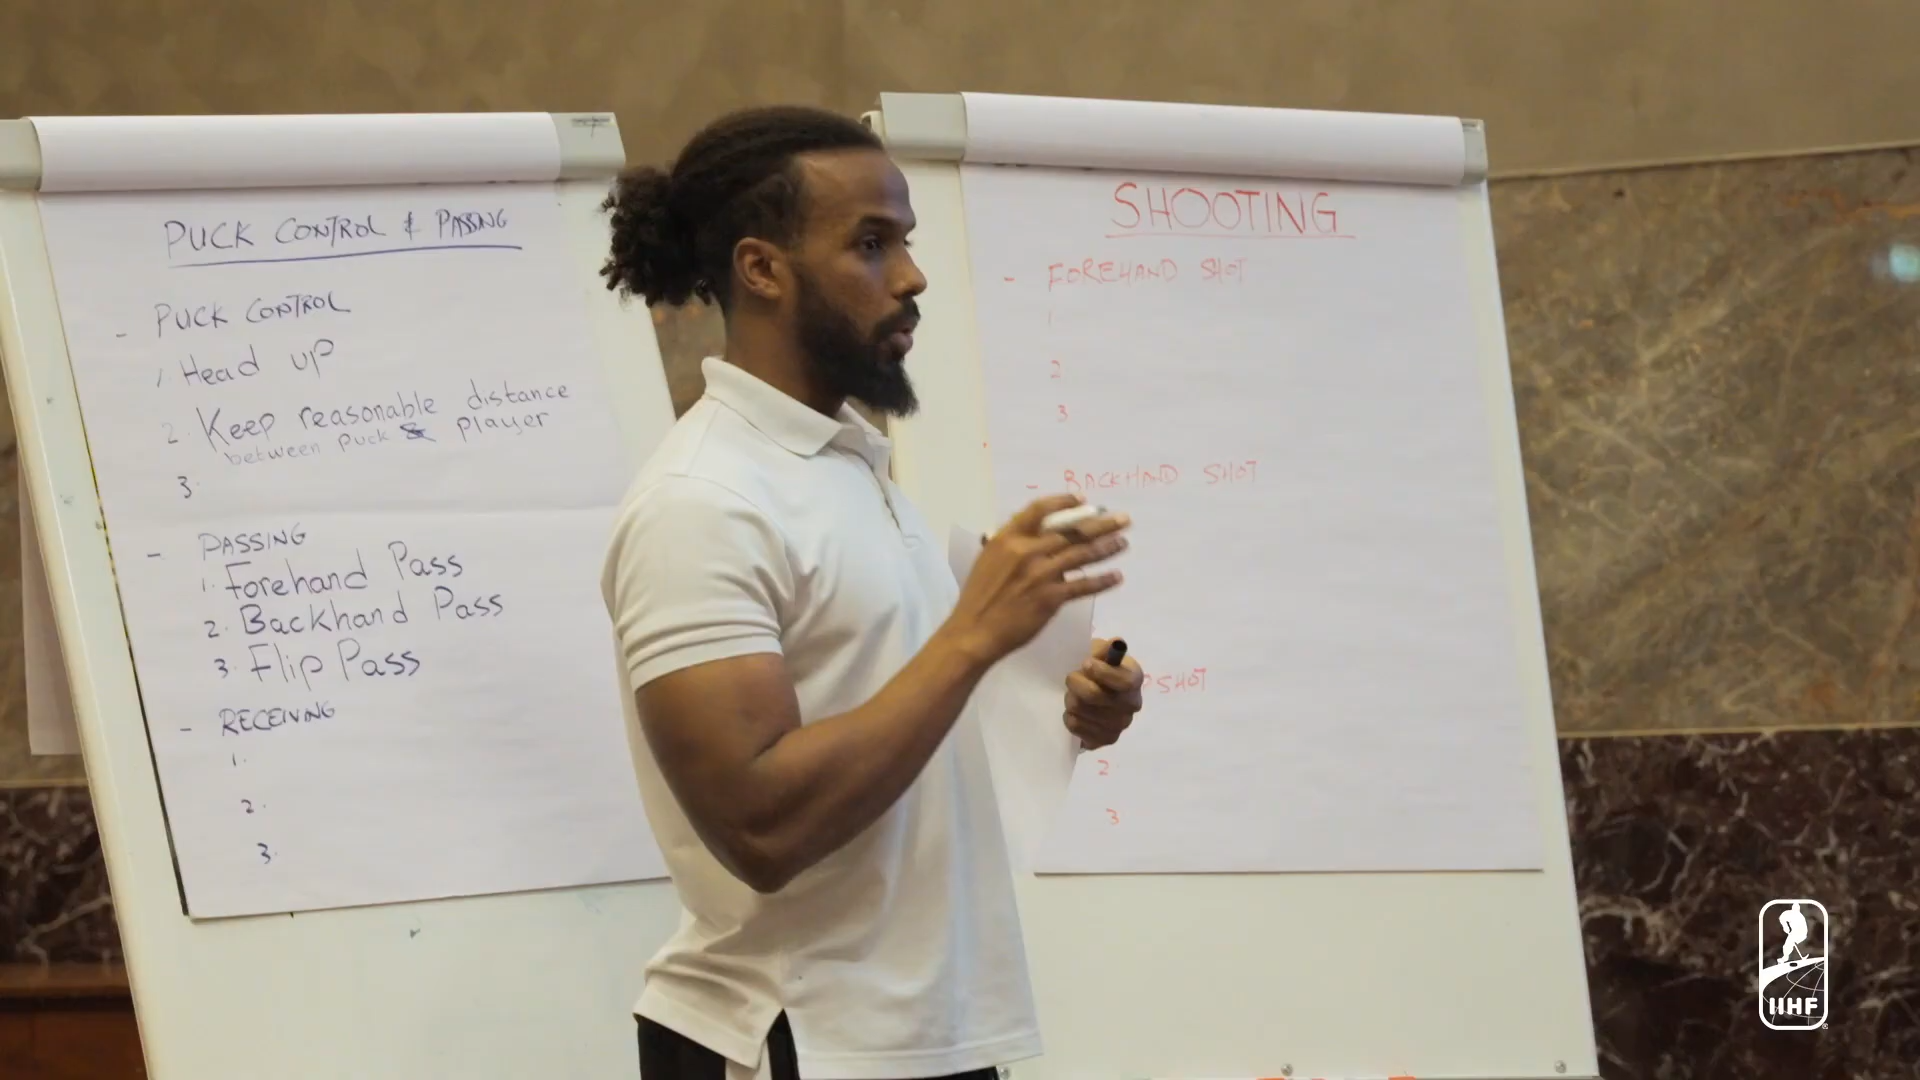 PUCK CONTROL & PASSING
- PUCK CONTROL
1. Head up
2. Keep reasonable distance
between puck & player
3.
- PASSING
1. Forehand Pass
2. Backhand Pass
3. Flip Pass
- RECEIVING
1.
2.
3.
SHOOTING
- FOREHAND SHOT
1
2
3
- BACKHAND SHOT
SHOT
2
3
IIHF